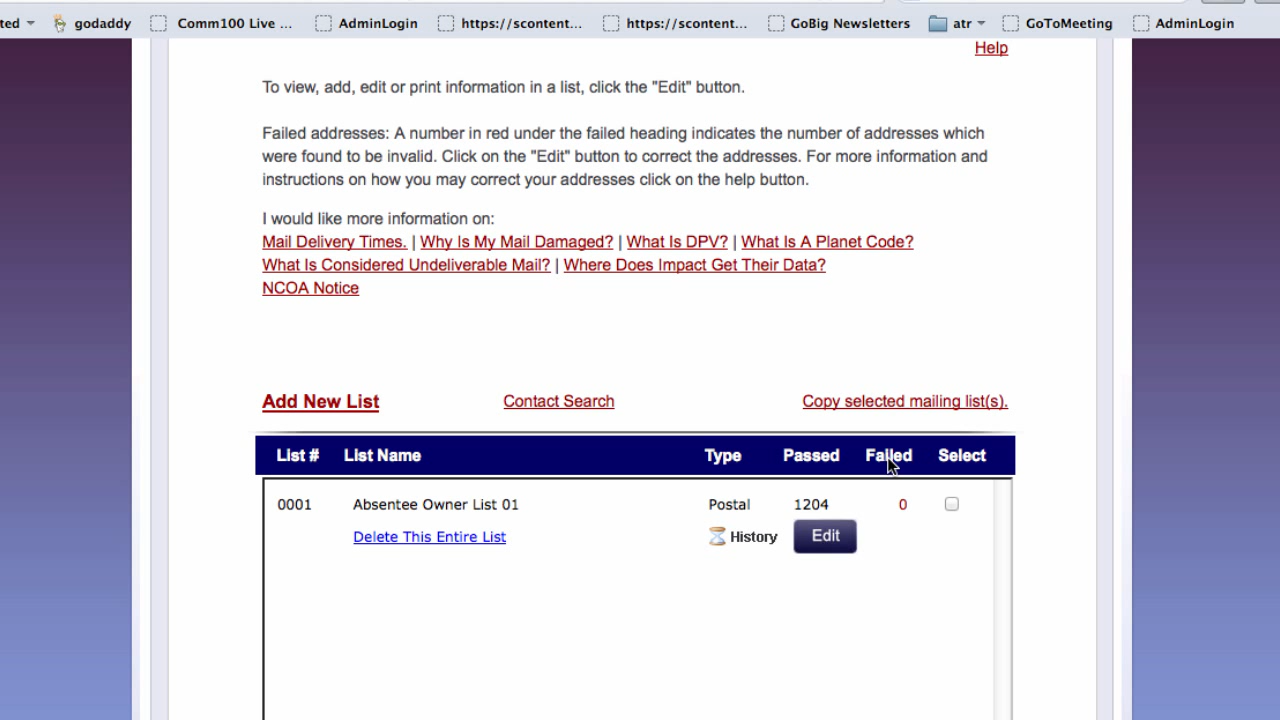 ted godaddy Comm100 Live ... AdminLogin https://scontent... https://scontent... GoBig Newsletters atr GoToMeeting AdminLogin
Help
To view, add, edit or print information in a list, click the "Edit" button.
Failed addresses: A number in red under the failed heading indicates the number of addresses which
were found to be invalid. Click on the "Edit" button to correct the addresses. For more information and
instructions on how you may correct your addresses click on the help button.
I would like more information on:
Mail Delivery Times. | Why Is My Mail Damaged? | What Is DPV? | What Is A Planet Code?
What Is Considered Undeliverable Mail? | Where Does Impact Get Their Data?
NCOA Notice
Add New List Contact Search Copy selected mailing list(s).
List # List Name Type Passed Failed Select
0001 Absentee Owner List 01 Postal 1204 0
Delete This Entire List History Edit